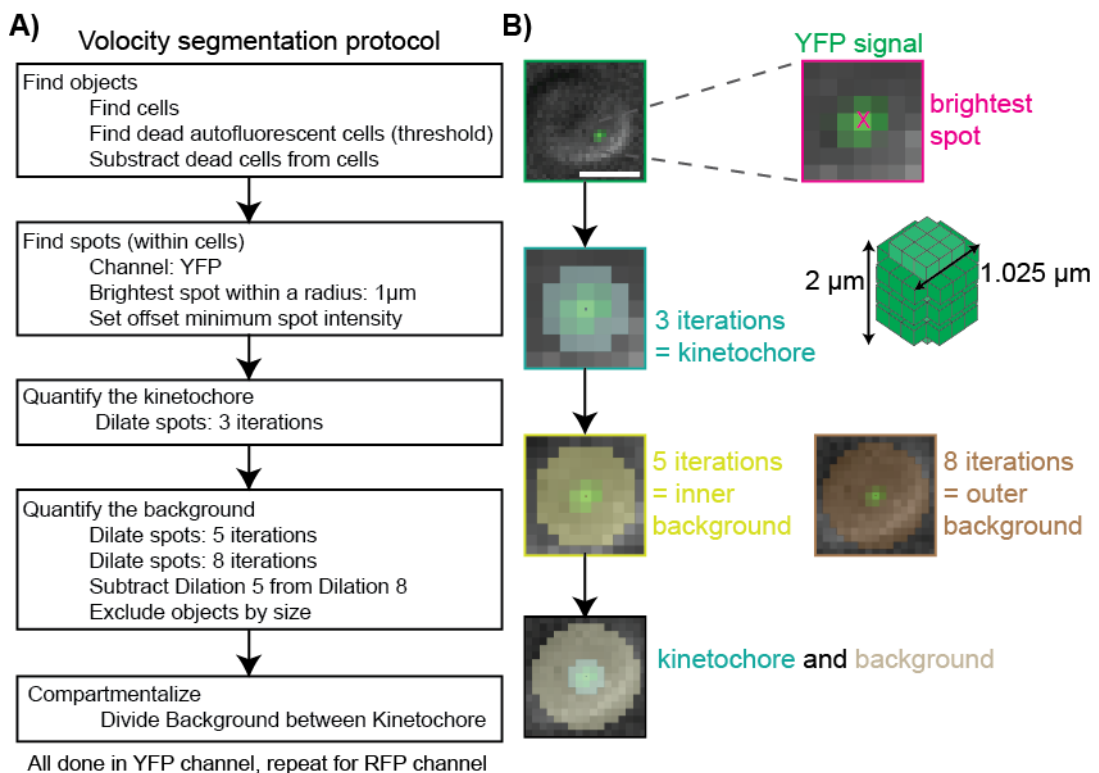 A)
Volocity segmentation protocol
Find objects
Find cells
Find dead autofluorescent cells (threshold)
Substract dead cells from cells
Find spots (within cells)
Channel: YFP
Brightest spot within a radius: 1µm
Set offset minimum spot intensity
Quantify the kinetochore
Dilate spots: 3 iterations
Quantify the background
Dilate spots: 5 iterations
Dilate spots: 8 iterations
Subtract Dilation 5 from Dilation 8
Exclude objects by size
Compartmentalize
Divide Background between Kinetochore
All done in YFP channel, repeat for RFP channel
B)
YFP signal
X
brightest
spot
2 µm
1.025 µm
3 iterations
= kinetochore
5 iterations
= inner
background
8 iterations
= outer
background
kinetochore and background